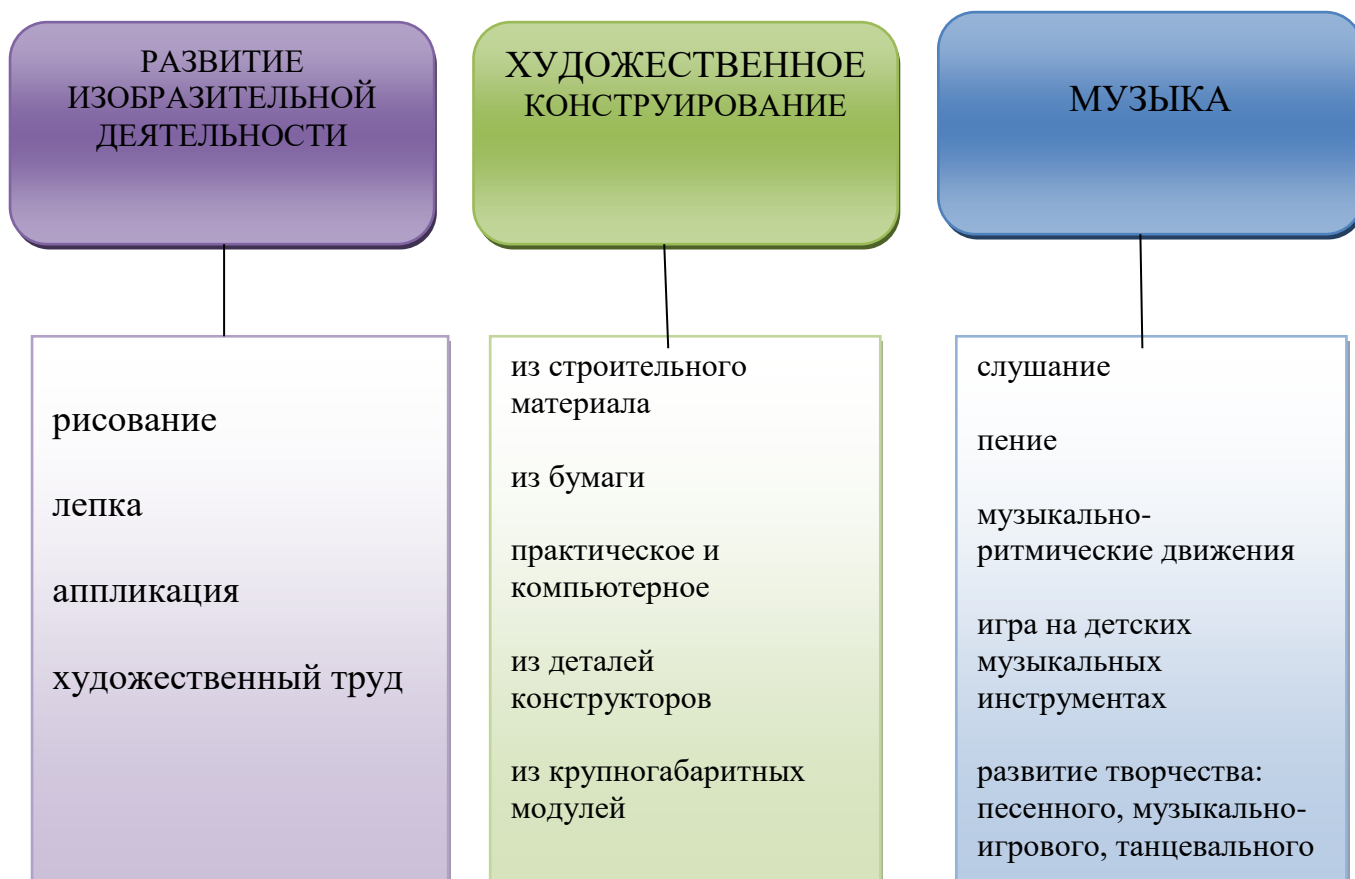 РАЗВИТИЕ
ИЗОБРАЗИТЕЛЬНОЙ
ДЕЯТЕЛЬНОСТИ
ХУДОЖЕСТВЕННОЕ
КОНСТРУИРОВАНИЕ
МУЗЫКА
рисование
лепка
аппликация
художественный труд
из строительного
материала
из бумаги
практическое и
компьютерное
из деталей
конструкторов
из крупногабаритных
модулей
слушание
пение
музыкально-
ритмические движения
игра на детских
музыкальных
инструментах
развитие творчества:
песенного, музыкально-
игрового, танцевального